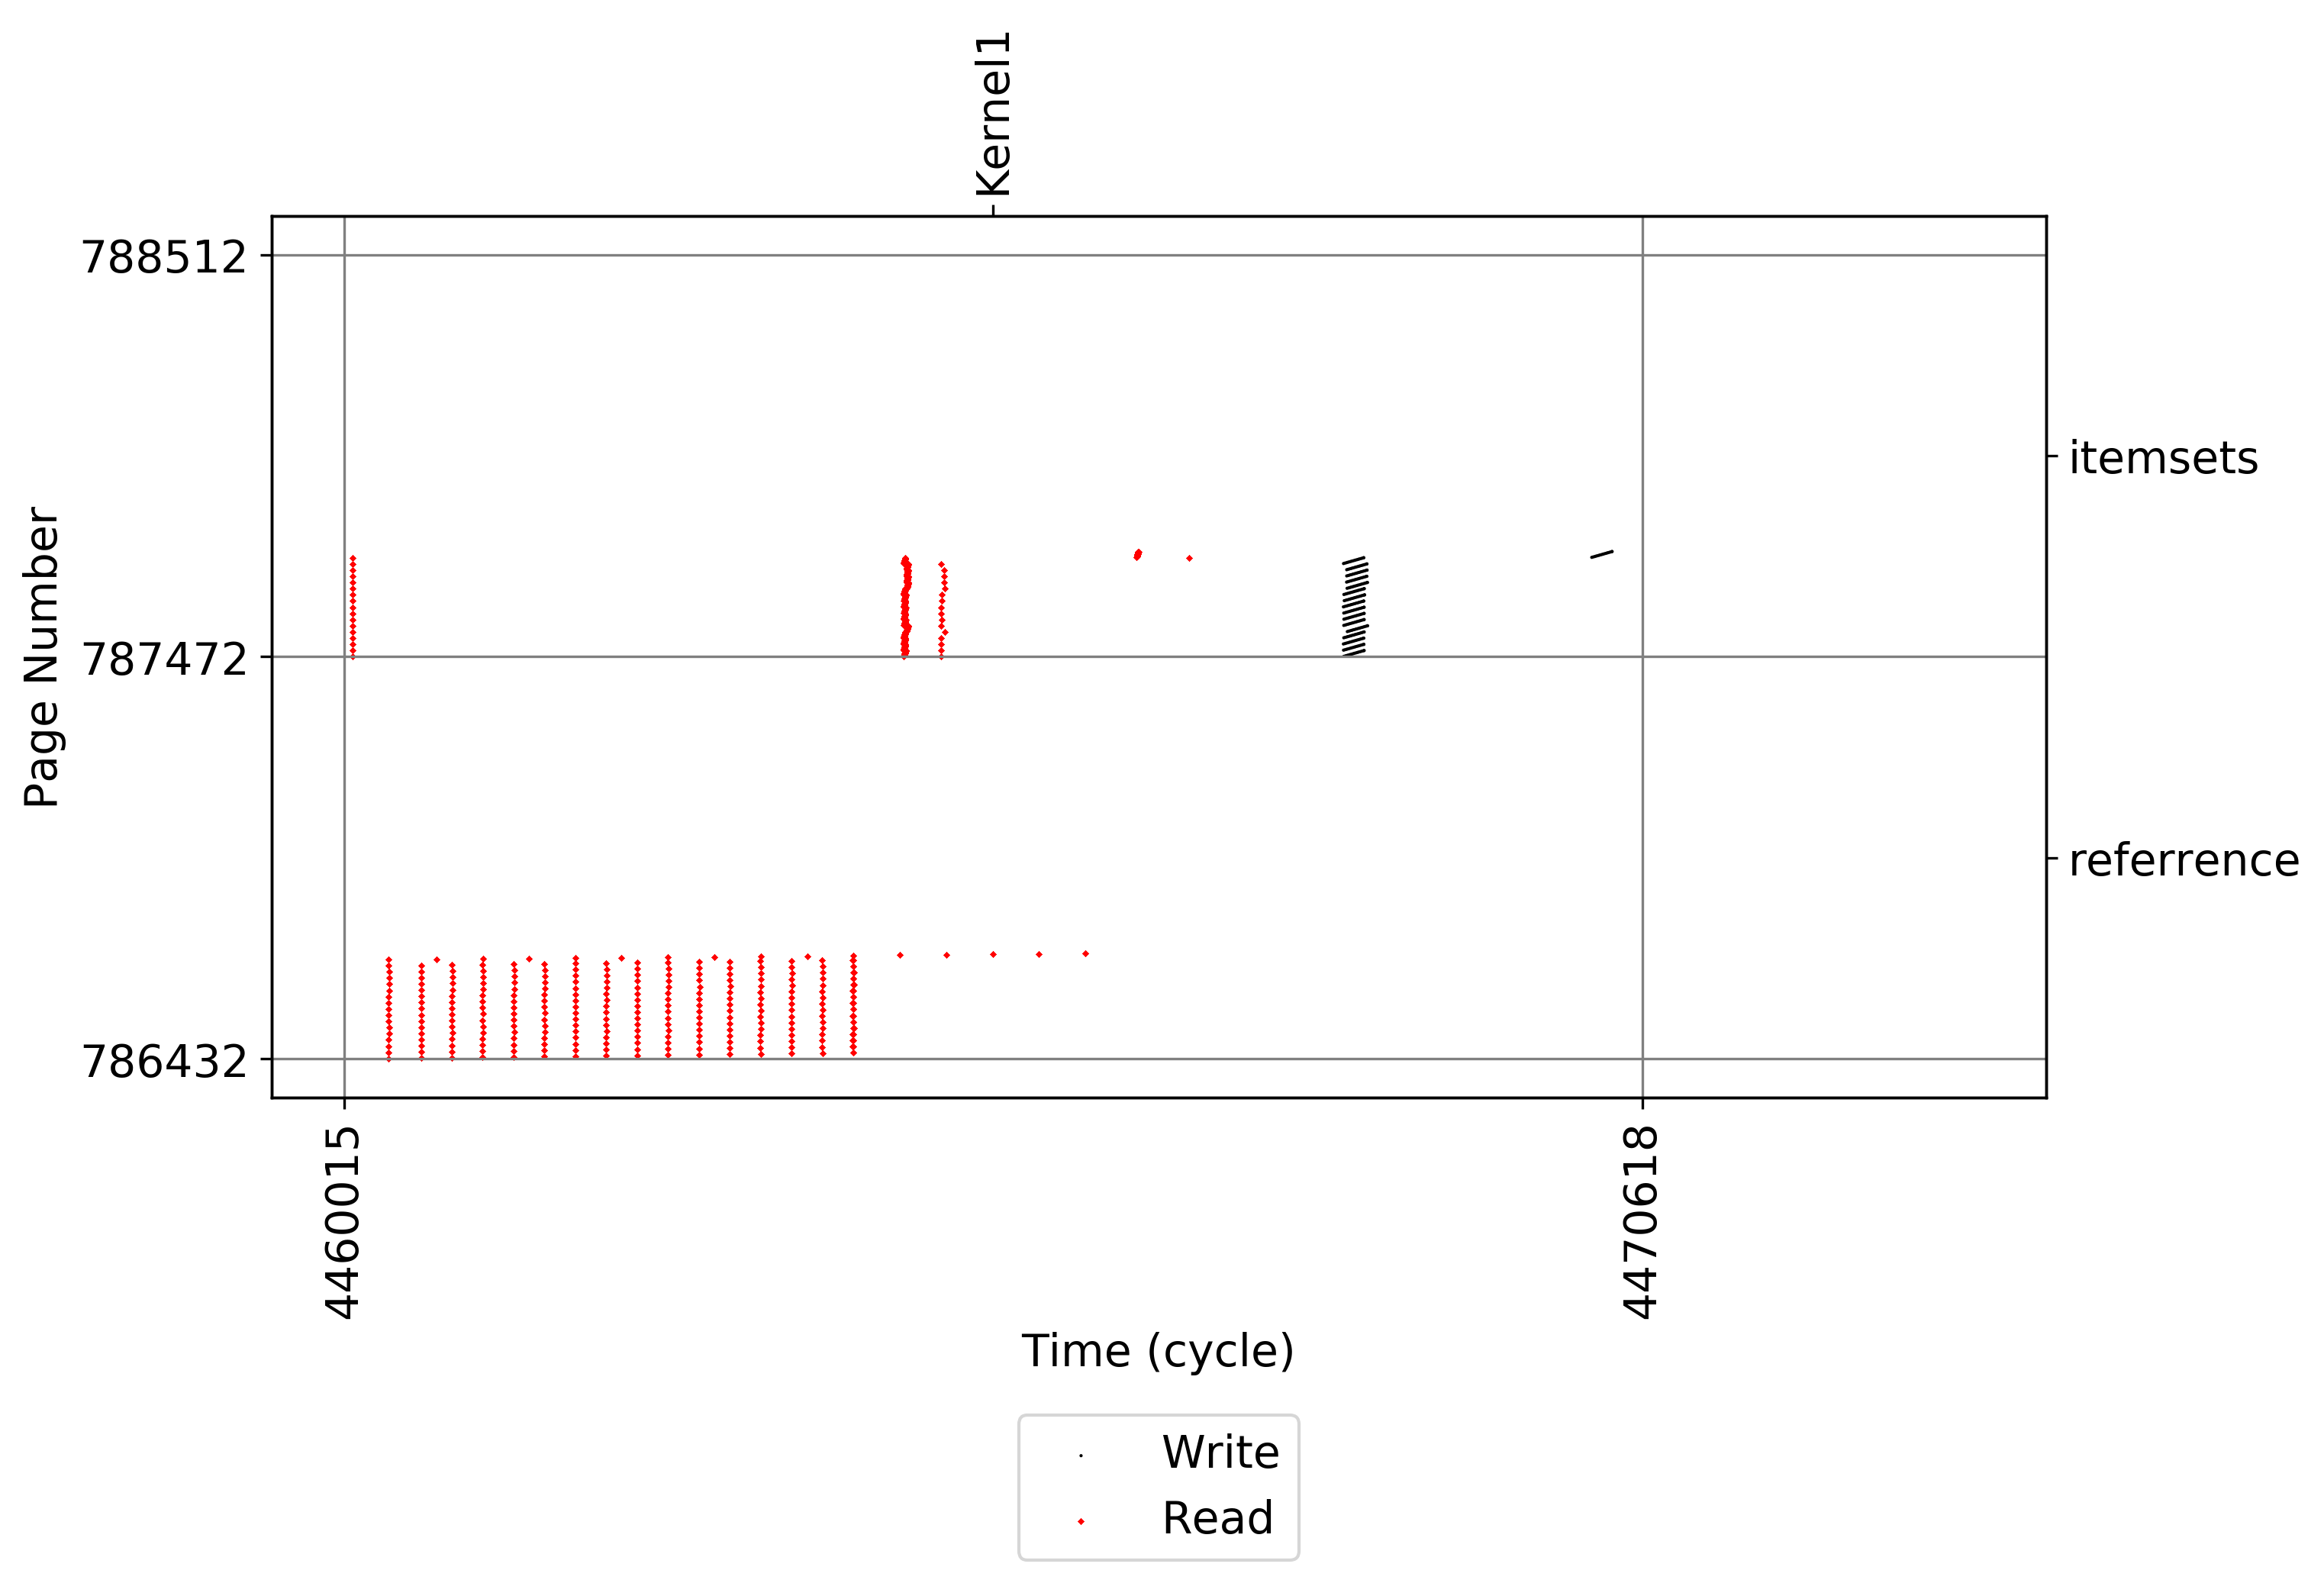 Kernel1
788512
itemsets
787472
Page Number
referrence
786432
4460015
4470618
Time (cycle)
Write
Read